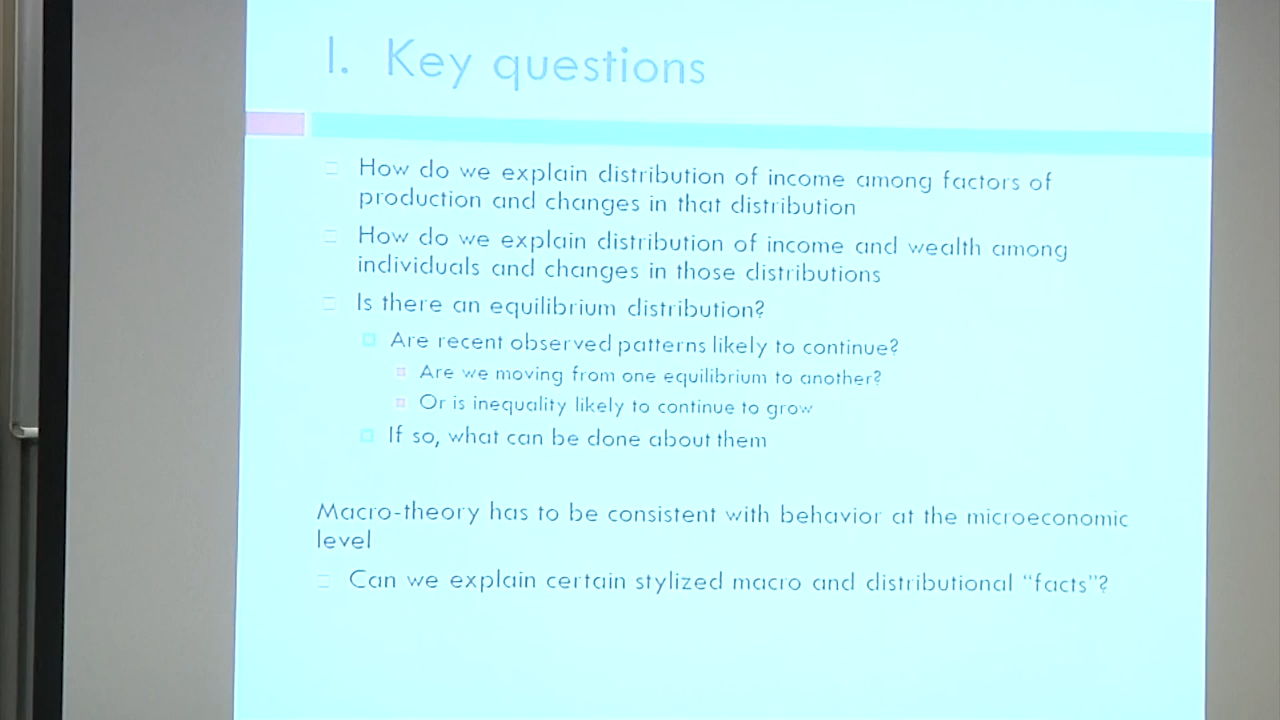 I. Key questions
How do we explain distribution of income among factors of
production and changes in that distribution
How do we explain distribution of income and wealth among
individuals and changes in those distributions
Is there an equilibrium distribution?
Are recent observed patterns likely to continue?
Are we moving from one equilibrium to another?
Or is inequality likely to continue to grow
If so, what can be done about them
Macro-theory has to be consistent with behavior at the microeconomic
level
Can we explain certain stylized macro and distributional “facts”?